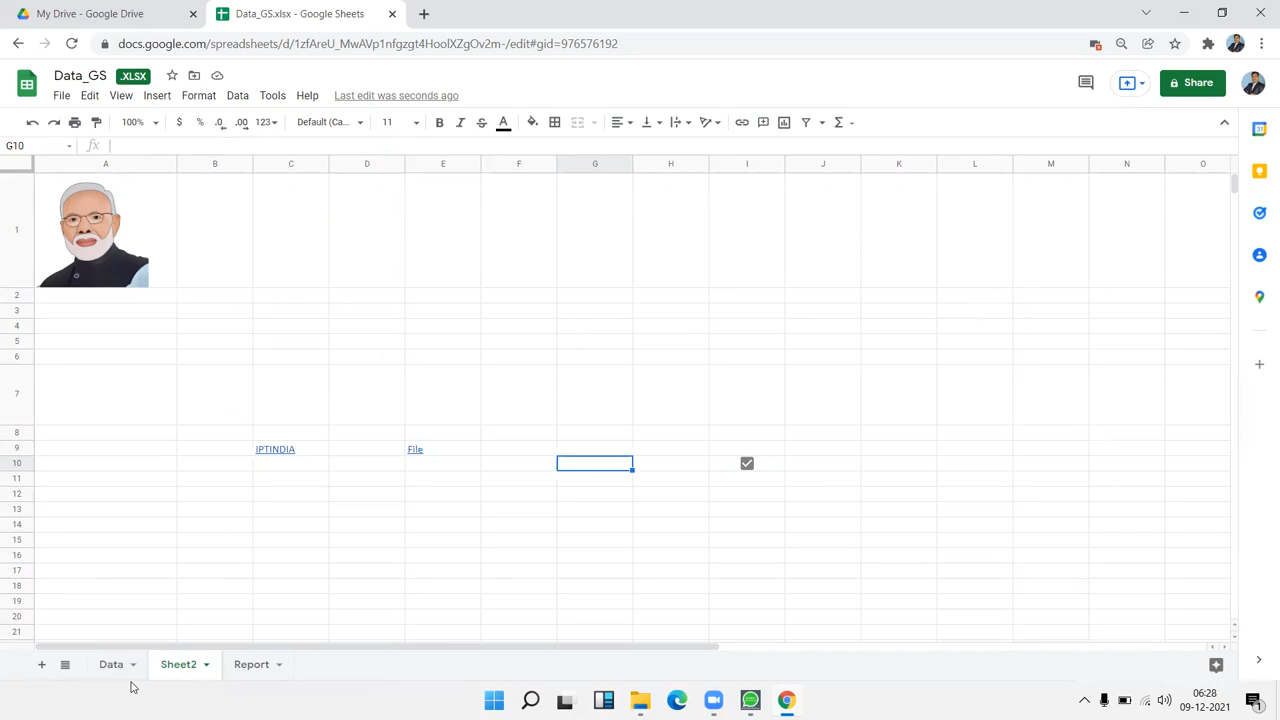 My Drive - Google Drive
Data_GS.xlsx - Google Sheets
docs.google.com/spreadsheets/d/1zfAreU_MwAVp1nfgzgt4HoolXZgOv2m-/edit#gid=976576192
Data_GS .XLSX
File Edit View Insert Format Data Tools Help Last edit was seconds ago
Share
100% $ % .0 .00 123 Default (Ca... 11 B I S A Σ
G10 fx
A B C D E F G H I J K L M N O
1
2
3
4
5
6
7
8
9 IPTINDIA File
10
11
12
13
14
15
16
17
18
19
20
21
+ Data Sheet2 Report
06:28
09-12-2021
1